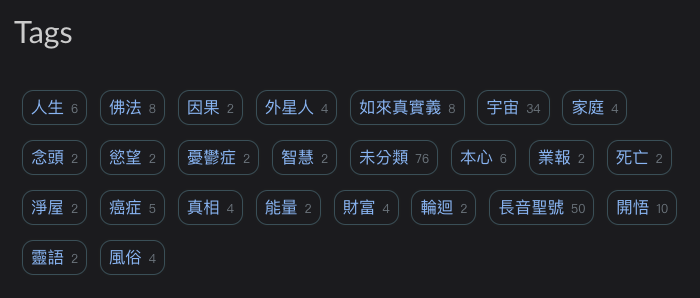 Tags
人生 6 佛法 8 因果 2 外星人 4 如來真實義 8 宇宙 34 家庭 4
念頭 2 慾望 2 憂鬱症 2 智慧 2 未分類 76 本心 6 業報 2 死亡 2
淨屋 2 癌症 5 真相 4 能量 2 財富 4 輪迴 2 長音聖號 50 開悟 10
靈語 2 風俗 4